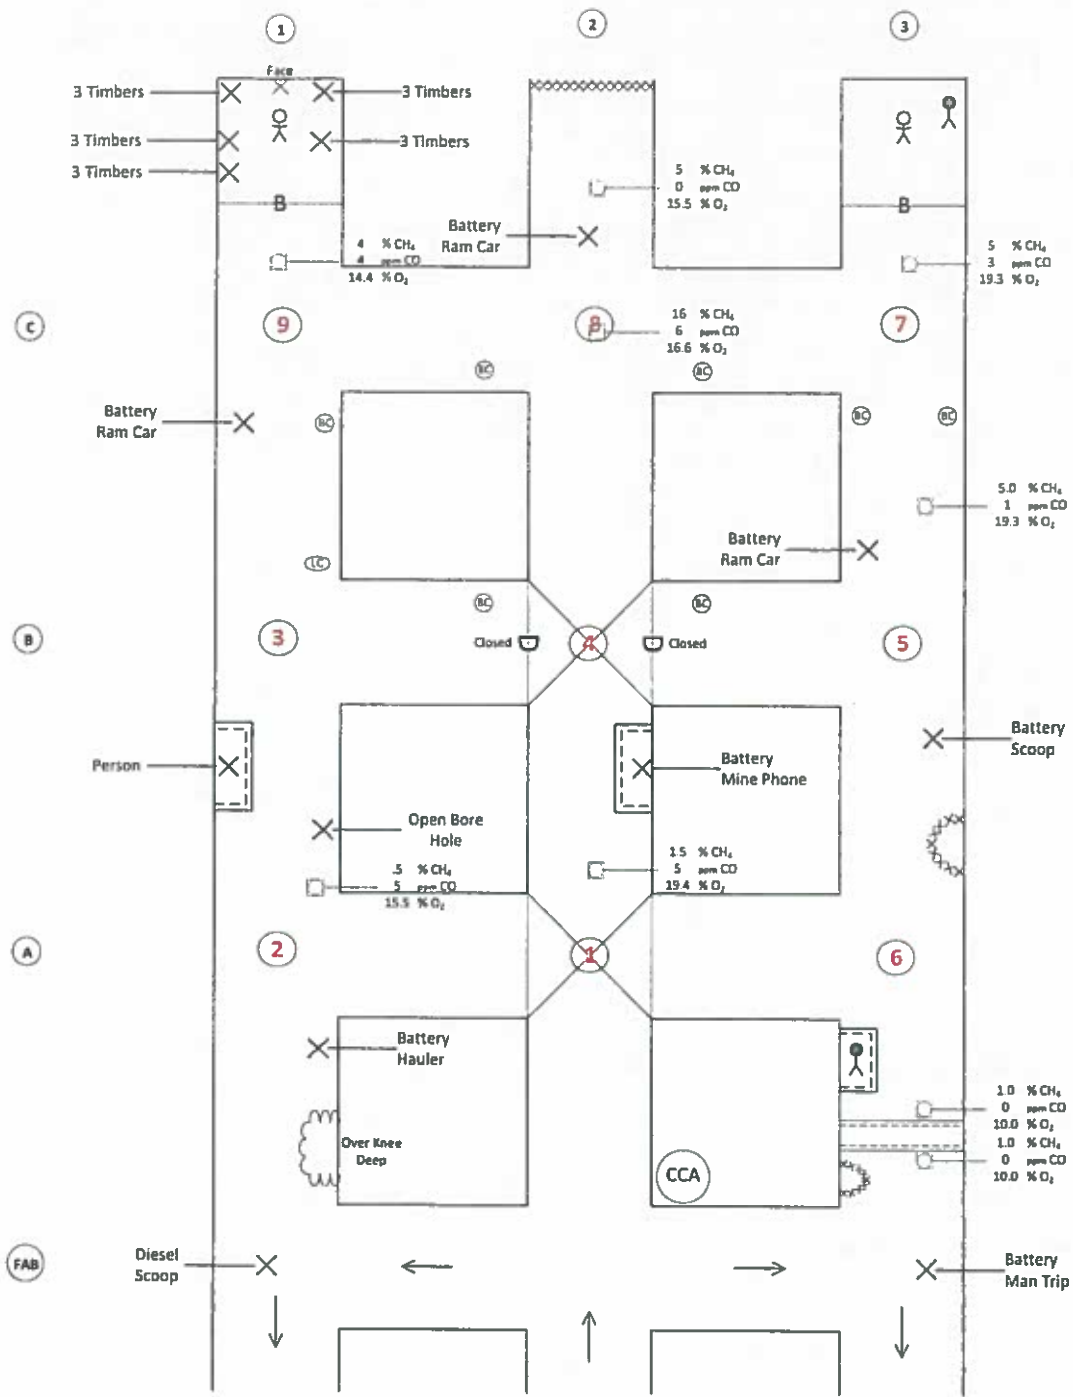 1
2
3
Face
3 Timbers
3 Timbers
3 Timbers
3 Timbers
3 Timbers
5 % CH₄
0 ppm CO
15.5 % O₂
B
B
Battery
Ram Car
4 % CH₄
4 ppm CO
14.4 % O₂
5 % CH₄
3 ppm CO
19.3 % O₂
C
9
8
7
16 % CH₄
6 ppm CO
16.6 % O₂
BC
BC
Battery
Ram Car
BC
BC
BC
5.0 % CH₄
1 ppm CO
19.3 % O₂
Battery
Ram Car
LC
BC
BC
B
3
Closed
4
Closed
5
Person
Battery
Mine Phone
Battery
Scoop
Open Bore
Hole
.5 % CH₄
5 ppm CO
15.5 % O₂
1.5 % CH₄
5 ppm CO
19.4 % O₂
A
2
1
6
Battery
Hauler
Over Knee
Deep
CCA
1.0 % CH₄
0 ppm CO
10.0 % O₂
1.0 % CH₄
0 ppm CO
10.0 % O₂
FAB
Diesel
Scoop
Battery
Man Trip